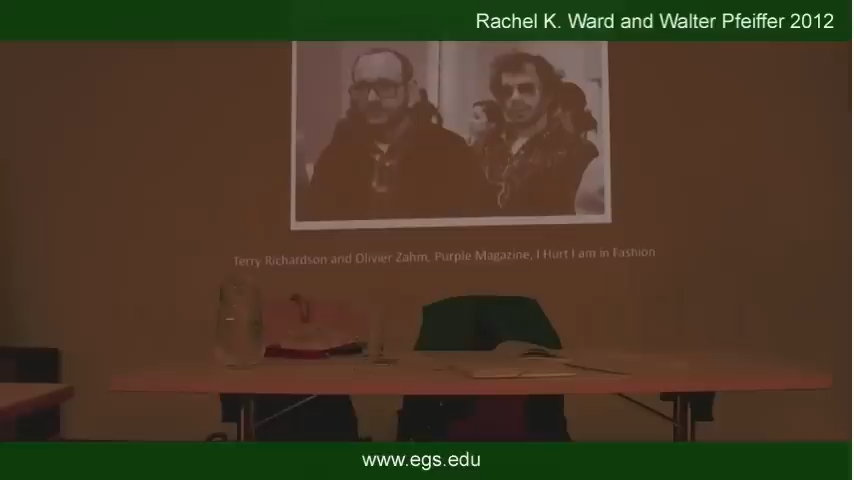 Rachel K. Ward and Walter Pfeiffer 2012
Terry Richardson and Olivier Zahm, Purple Magazine, I Hurt I am in Fashion
www.egs.edu